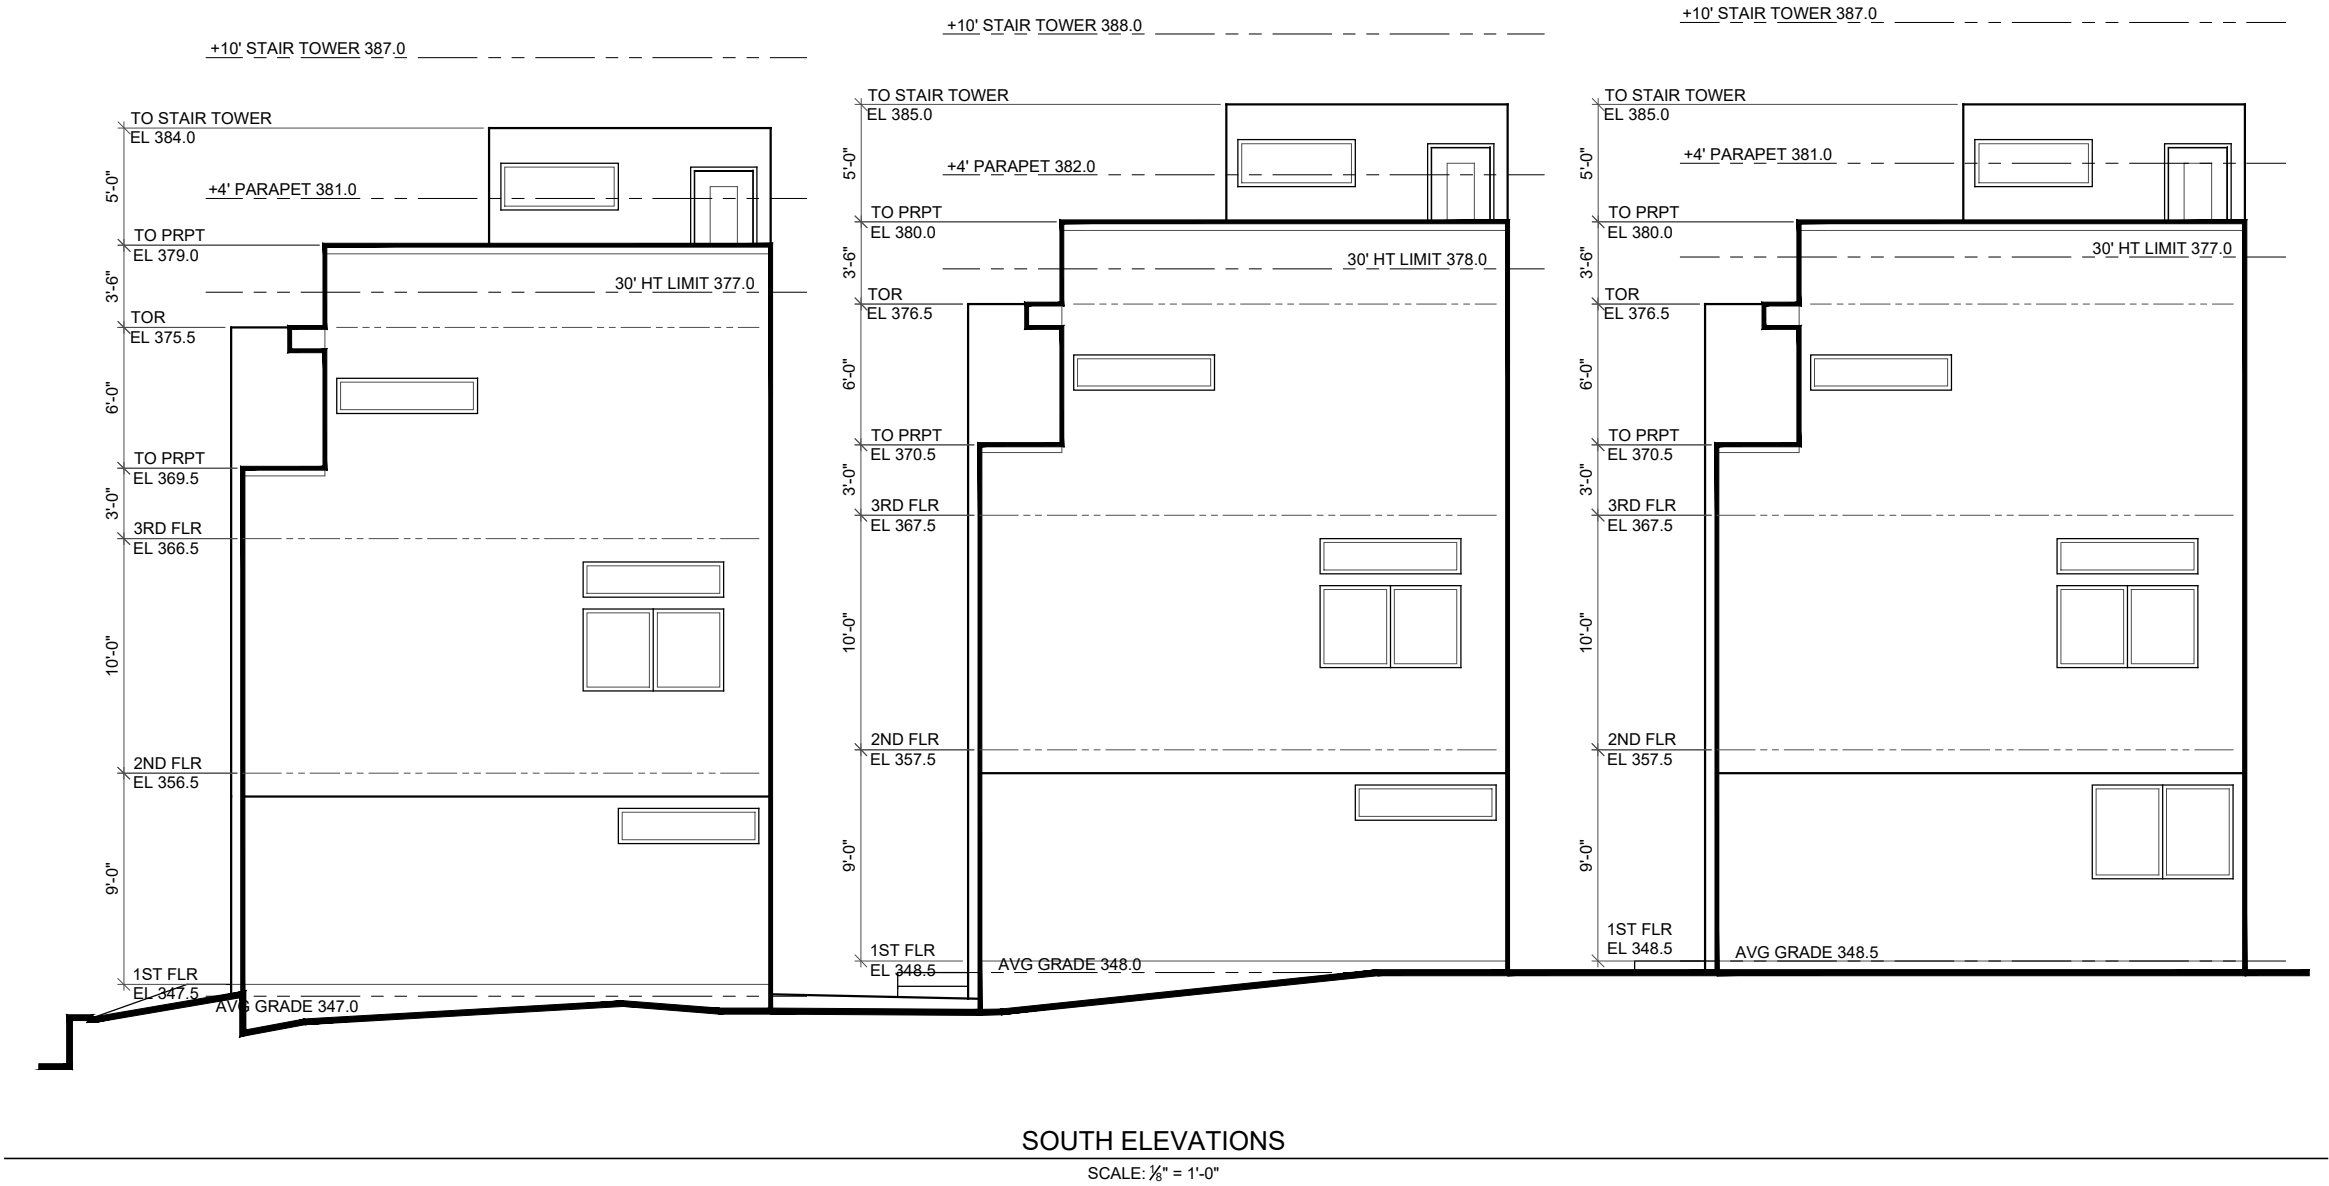 +10' STAIR TOWER 387.0
TO STAIR TOWER
EL 384.0
5'-0"
+4' PARAPET 381.0
TO PRPT
EL 379.0
3'-6"
30' HT LIMIT 377.0
TOR
EL 375.5
6'-0"
TO PRPT
EL 369.5
3'-0"
3RD FLR
EL 366.5
10'-0"
2ND FLR
EL 356.5
9'-0"
1ST FLR
EL 347.5
AVG GRADE 347.0
+10' STAIR TOWER 388.0
TO STAIR TOWER
EL 385.0
5'-0"
+4' PARAPET 382.0
TO PRPT
EL 380.0
3'-6"
30' HT LIMIT 378.0
TOR
EL 376.5
6'-0"
TO PRPT
EL 370.5
3'-0"
3RD FLR
EL 367.5
10'-0"
2ND FLR
EL 357.5
9'-0"
1ST FLR
EL 348.5
AVG GRADE 348.0
+10' STAIR TOWER 387.0
TO STAIR TOWER
EL 385.0
5'-0"
+4' PARAPET 381.0
TO PRPT
EL 380.0
3'-6"
30' HT LIMIT 377.0
TOR
EL 376.5
6'-0"
TO PRPT
EL 370.5
3'-0"
3RD FLR
EL 367.5
10'-0"
2ND FLR
EL 357.5
9'-0"
1ST FLR
EL 348.5
AVG GRADE 348.5
SOUTH ELEVATIONS
SCALE: ⅛" = 1'-0"